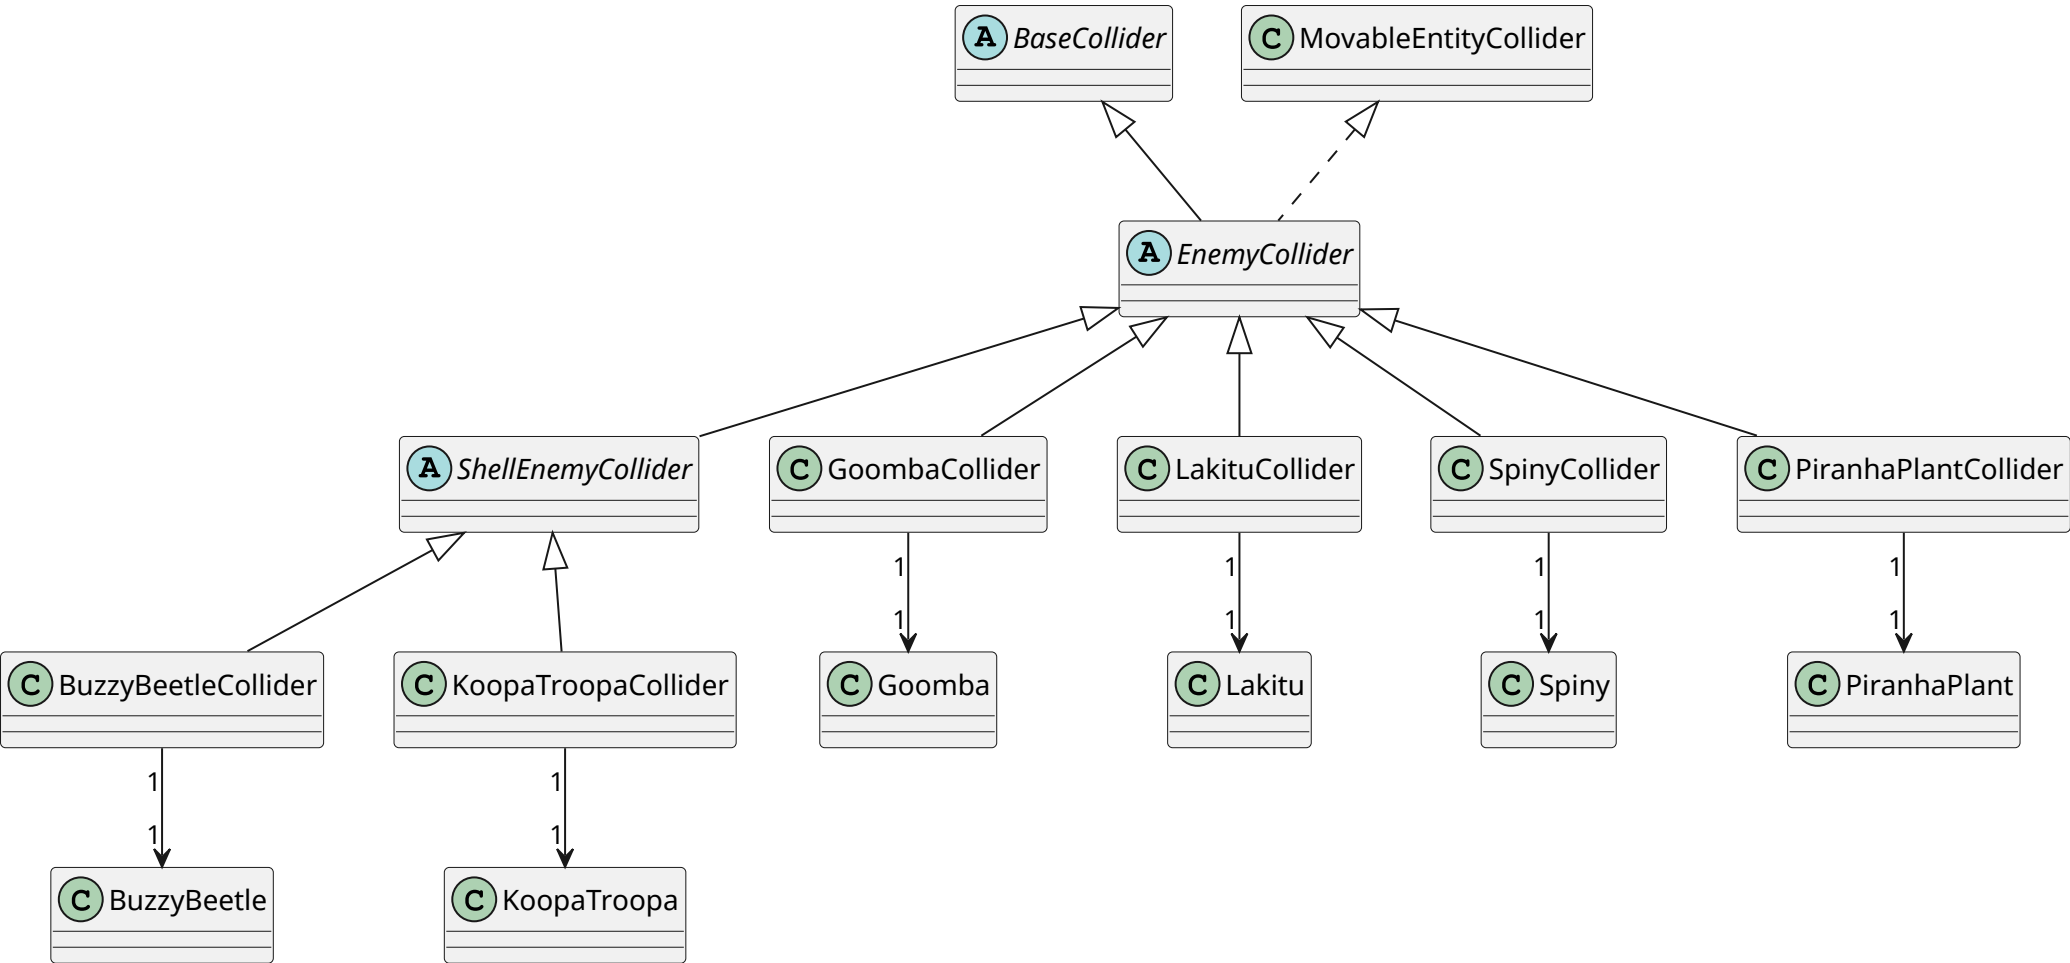 A BaseCollider
C MovableEntityCollider
A EnemyCollider
A ShellEnemyCollider
C GoombaCollider
C LakituCollider
C SpinyCollider
C PiranhaPlantCollider
1 1 1 1
1 1 1 1
C BuzzyBeetleCollider
C KoopaTroopaCollider
C Goomba
C Lakitu
C Spiny
C PiranhaPlant
1 1
1 1
C BuzzyBeetle
C KoopaTroopa